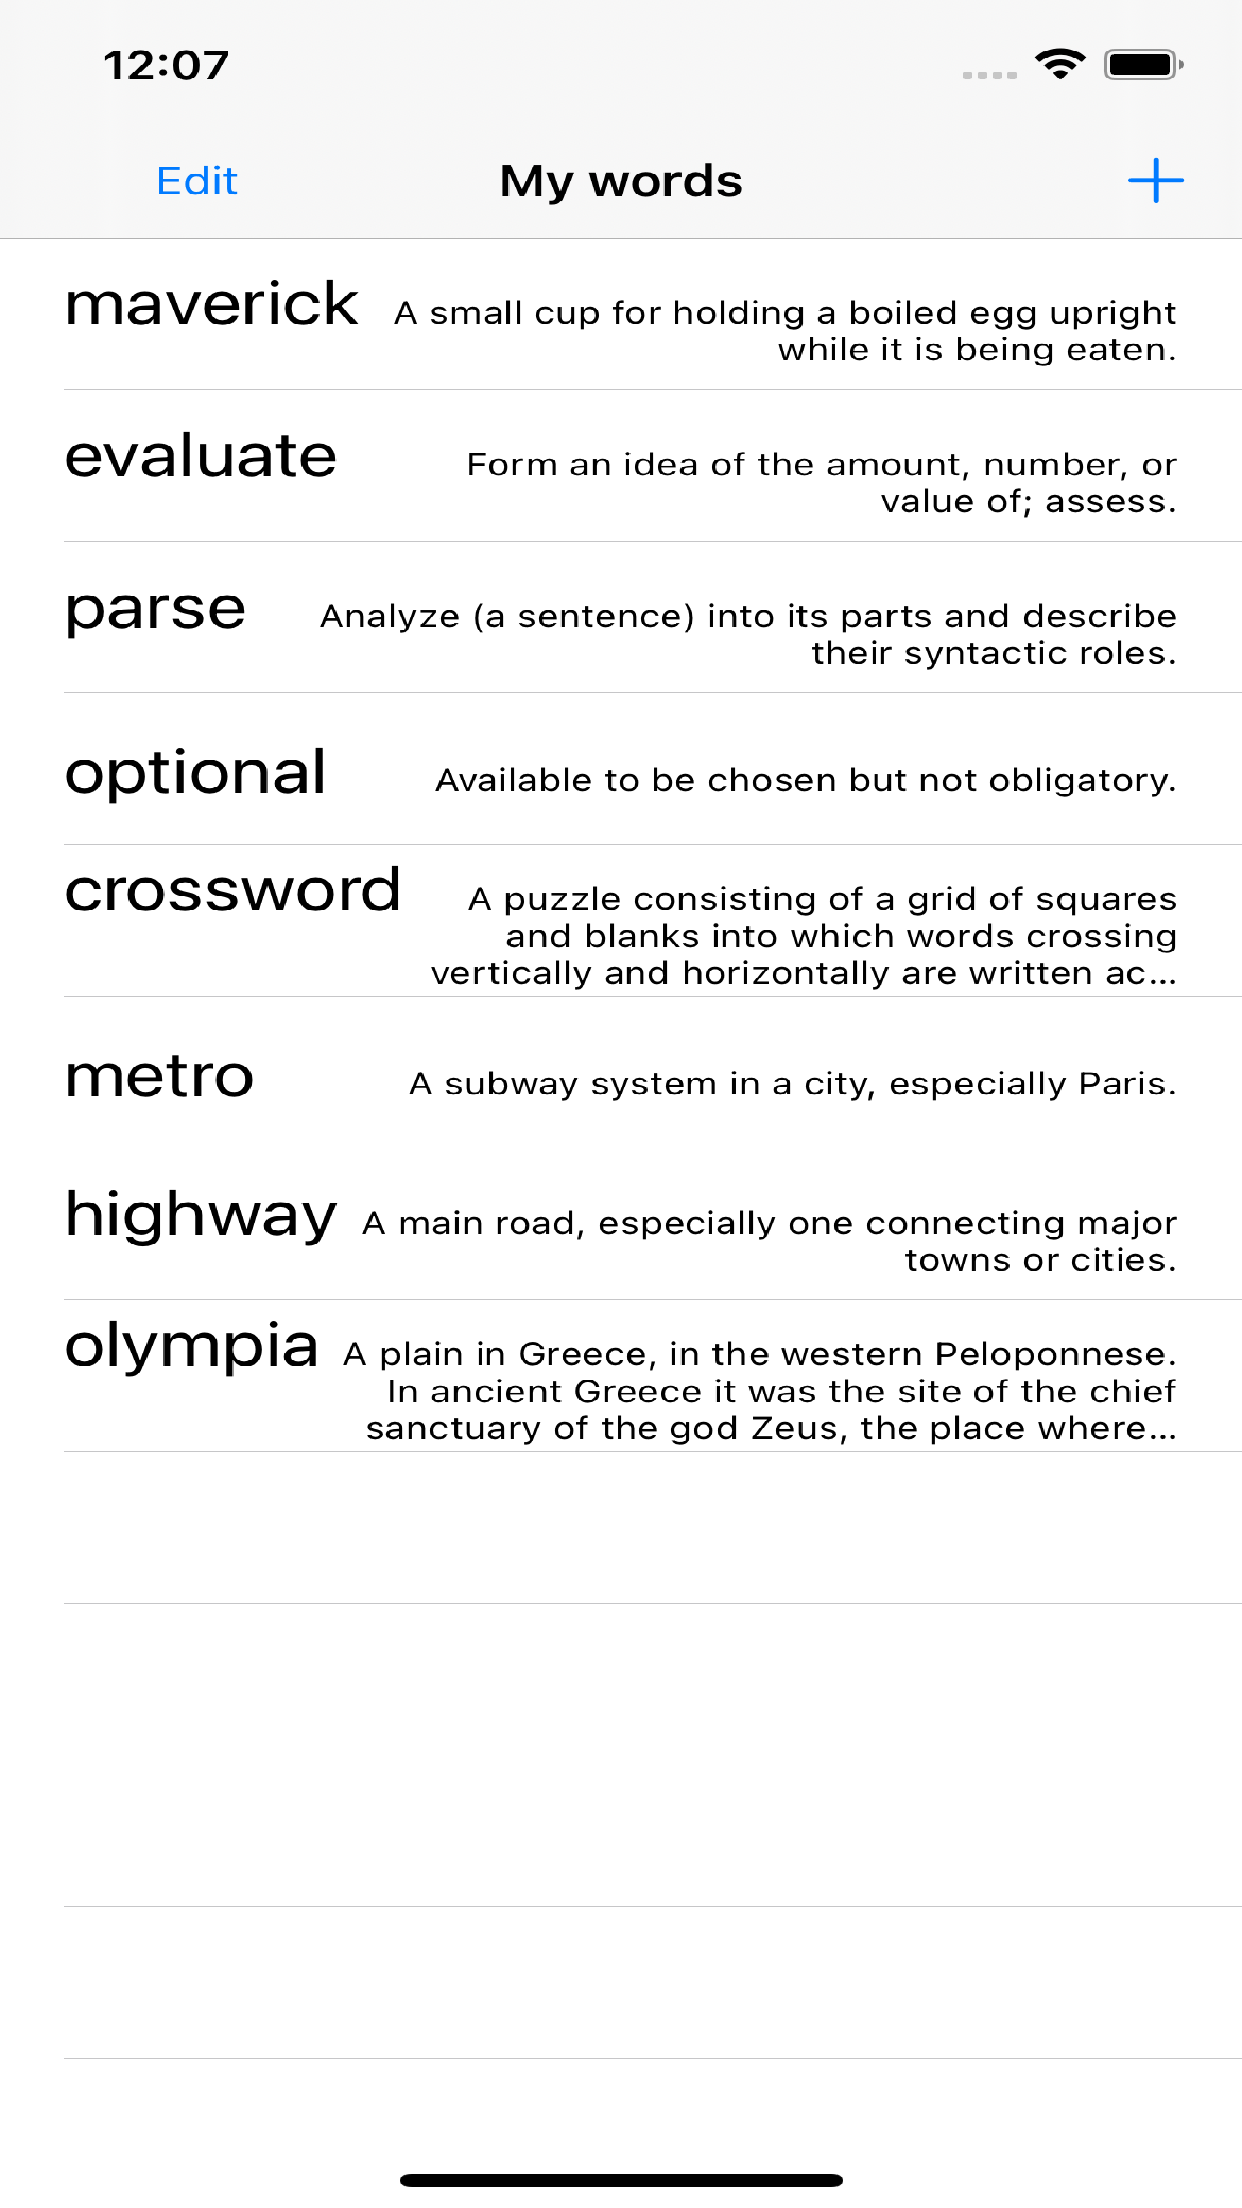 12:07
Edit
My words
maverick
A small cup for holding a boiled egg upright
while it is being eaten.
evaluate
Form an idea of the amount, number, or
value of; assess.
parse
Analyze (a sentence) into its parts and describe
their syntactic roles.
optional
Available to be chosen but not obligatory.
crossword
A puzzle consisting of a grid of squares
and blanks into which words crossing
vertically and horizontally are written ac...
metro
A subway system in a city, especially Paris.
highway
A main road, especially one connecting major
towns or cities.
olympia
A plain in Greece, in the western Peloponnese.
In ancient Greece it was the site of the chief
sanctuary of the god Zeus, the place where...